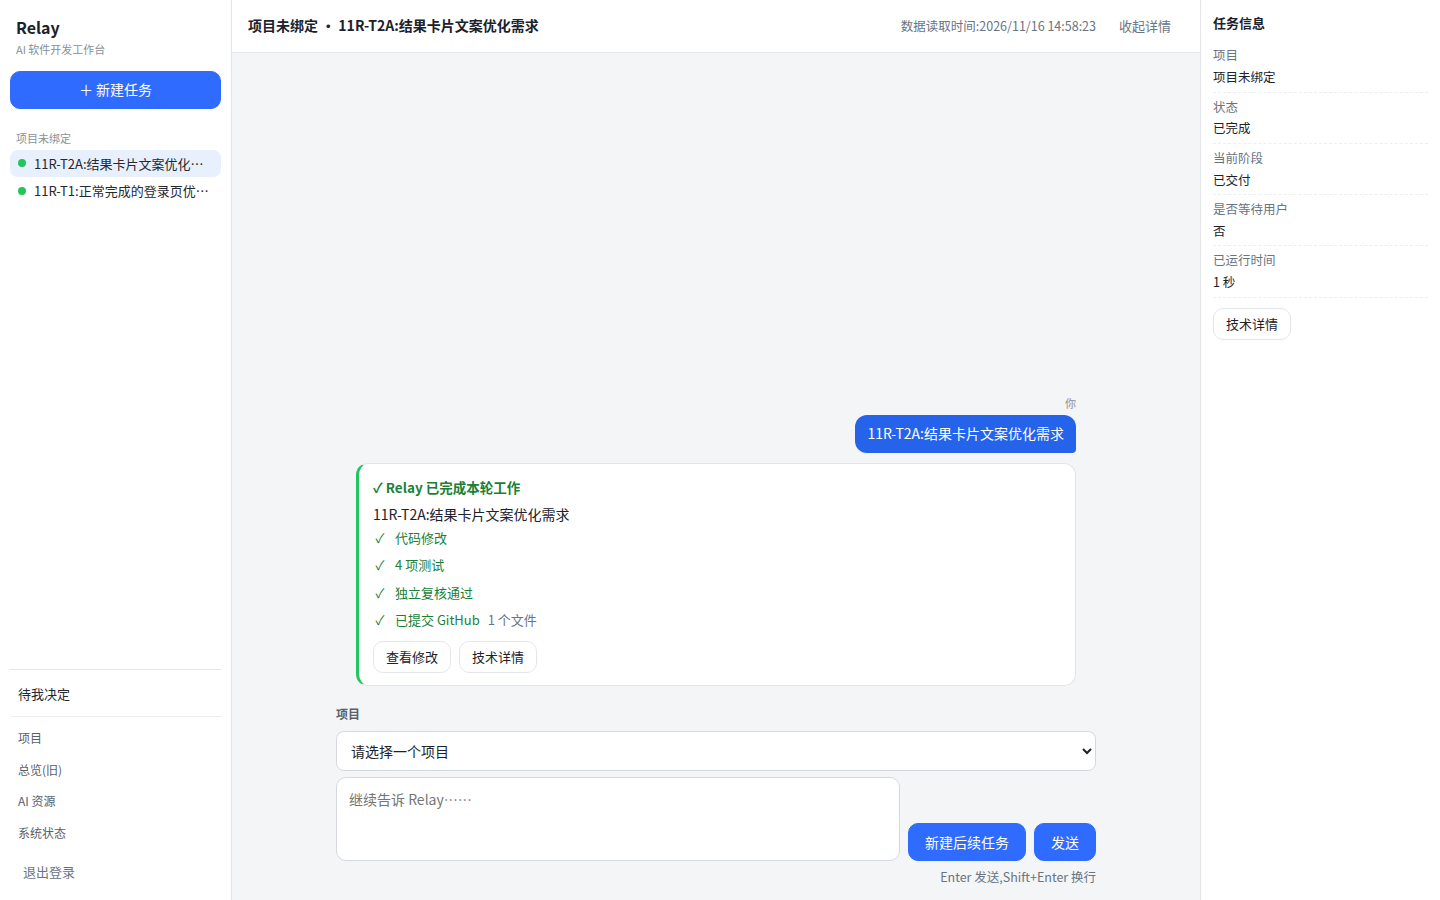 Relay
AI 软件开发工作台
＋ 新建任务
项目未绑定
11R-T2A:结果卡片文案优化…
11R-T1:正常完成的登录页优…
待我决定
项目
总览(旧)
AI 资源
系统状态
退出登录
项目未绑定 · 11R-T2A:结果卡片文案优化需求
数据读取时间:2026/11/16 14:58:23
收起详情
你
11R-T2A:结果卡片文案优化需求
✓ Relay 已完成本轮工作
11R-T2A:结果卡片文案优化需求
✓ 代码修改
✓ 4 项测试
✓ 独立复核通过
✓ 已提交 GitHub 1 个文件
查看修改
技术详情
项目
请选择一个项目
继续告诉 Relay……
新建后续任务
发送
Enter 发送,Shift+Enter 换行
任务信息
项目
项目未绑定
状态
已完成
当前阶段
已交付
是否等待用户
否
已运行时间
1 秒
技术详情